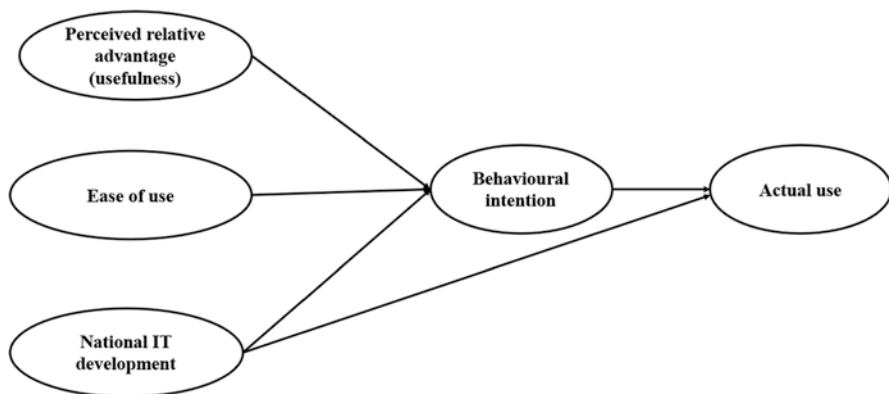 Perceived relative
advantage
(usefulness)
Ease of use
National IT
development
Behavioural
intention
Actual use